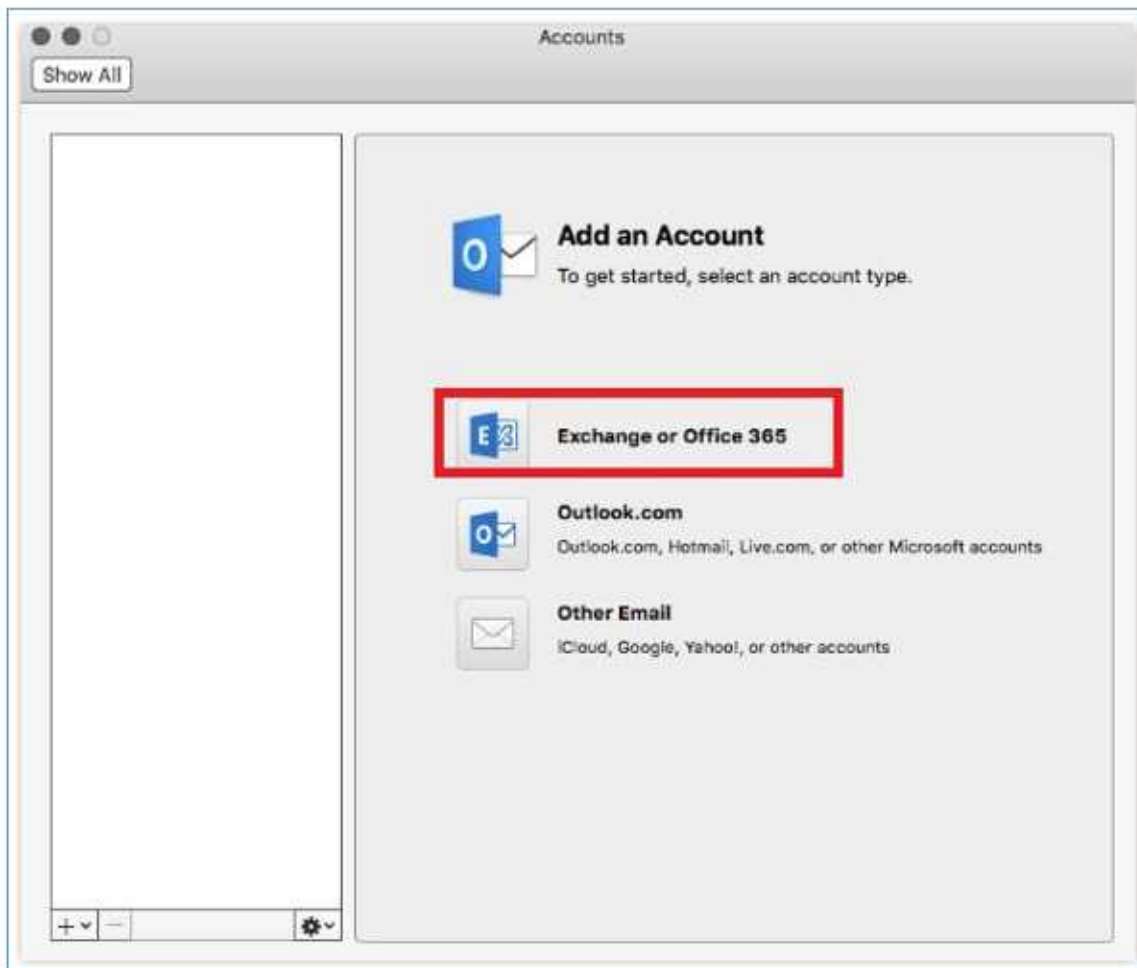 Accounts
Show All
Add an Account
To get started, select an account type.
Exchange or Office 365
Outlook.com
Outlook.com, Hotmail, Live.com, or other Microsoft accounts
Other Email
iCloud, Google, Yahoo!, or other accounts